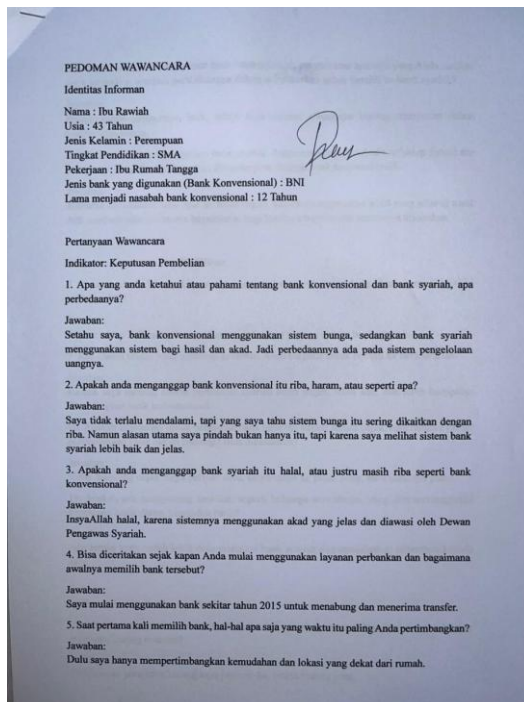 PEDOMAN WAWANCARA
Identitas Informan
Nama : Ibu Rawiah
Usia : 43 Tahun
Jenis Kelamin : Perempuan
Tingkat Pendidikan : SMA
Pekerjaan : Ibu Rumah Tangga
Jenis bank yang digunakan (Bank Konvensional) : BNI
Lama menjadi nasabah bank konvensional : 12 Tahun
Pertanyaan Wawancara
Indikator: Keputusan Pembelian
1. Apa yang anda ketahui atau pahami tentang bank konvensional dan bank syariah, apa
perbedaanya?
Jawaban:
Setahu saya, bank konvensional menggunakan sistem bunga, sedangkan bank syariah
menggunakan sistem bagi hasil dan akad. Jadi perbedaannya ada pada sistem pengelolaan
uangnya.
2. Apakah anda menganggap bank konvensional itu riba, haram, atau seperti apa?
Jawaban:
Saya tidak terlalu mendalami, tapi yang saya tahu sistem bunga itu sering dikaitkan dengan
riba. Namun alasan utama saya pindah bukan hanya itu, tapi karena saya melihat sistem bank
syariah lebih baik dan jelas.
3. Apakah anda menganggap bank syariah itu halal, atau justru masih riba seperti bank
konvensional?
Jawaban:
InsyaAllah halal, karena sistemnya menggunakan akad yang jelas dan diawasi oleh Dewan
Pengawas Syariah.
4. Bisa diceritakan sejak kapan Anda mulai menggunakan layanan perbankan dan bagaimana
awalnya memilih bank tersebut?
Jawaban:
Saya mulai menggunakan bank sekitar tahun 2015 untuk menabung dan menerima transfer.
5. Saat pertama kali memilih bank, hal-hal apa saja yang waktu itu paling Anda pertimbangkan?
Jawaban:
Dulu saya hanya mempertimbangkan kemudahan dan lokasi yang dekat dari rumah.